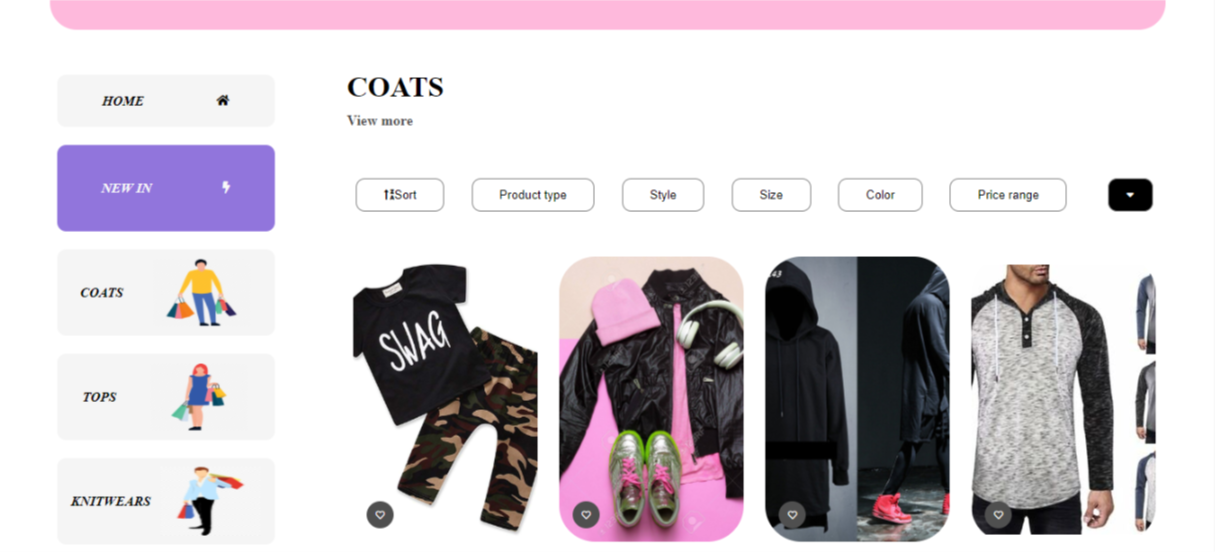 HOME
NEW IN
COATS
TOPS
KNITWEARS
COATS
View more
Sort
Product type
Style
Size
Color
Price range
SWAG